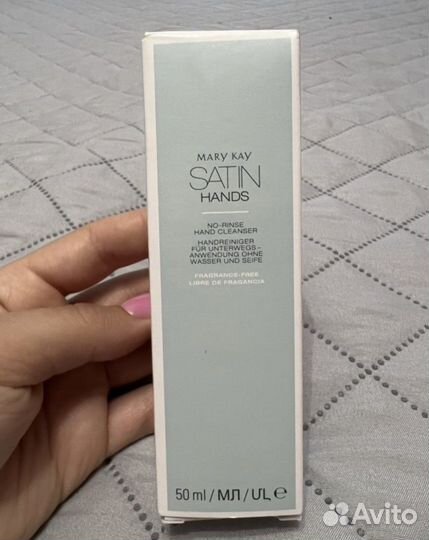 MARY KAY
SATIN
HANDS
NO-RINSE
HAND CLEANSER
HANDREINIGER
FÜR UNTERWEGS –
ANWENDUNG OHNE
WASSER UND SEIFE
FRAGRANCE-FREE
LIBRE DE FRAGANCIA
50 ml / МЛ / ՄԼ ℮
Avito